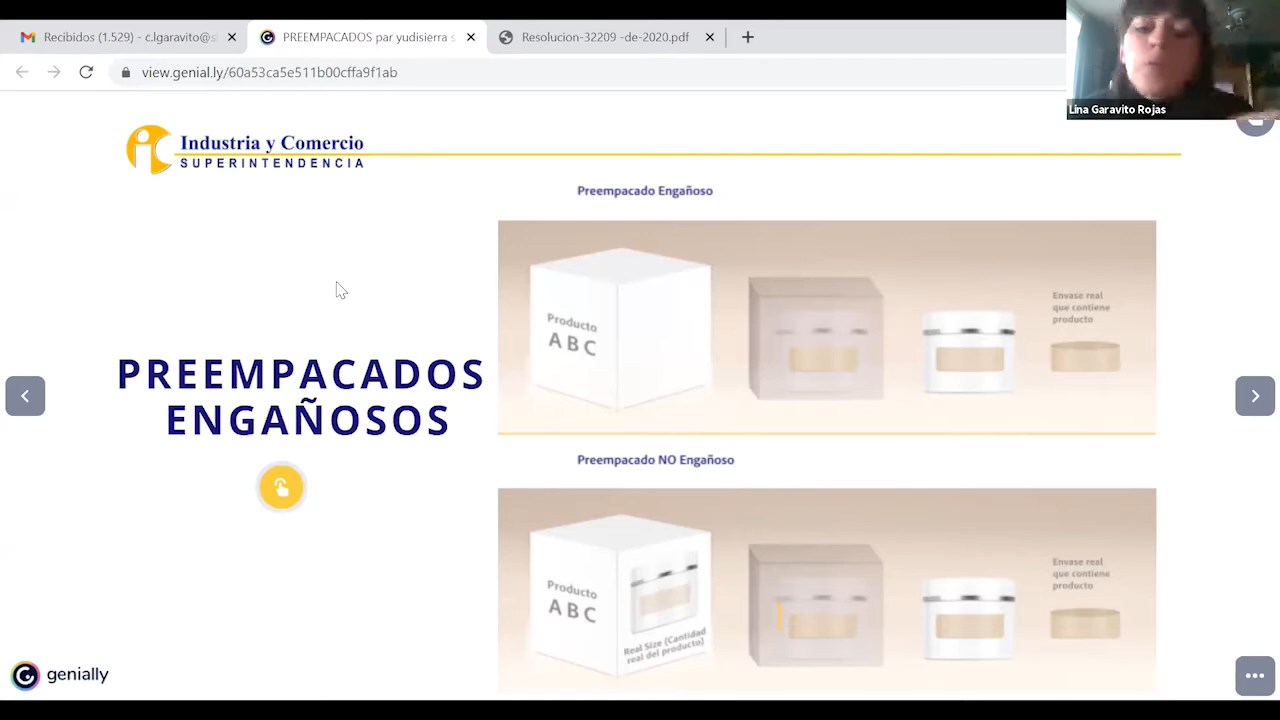 Recibidos (1.529) - c.lgaravito@s
PREEMPACADOS par yudisierra s
Resolucion-32209 -de-2020.pdf
view.genial.ly/60a53ca5e511b00cffa9f1ab
Lina Garavito Rojas
Industria y Comercio
SUPERINTENDENCIA
Preempacado Engañoso
Producto
ABC
Envase real
que contiene
producto
PREEMPACADOS
ENGAÑOSOS
Preempacado NO Engañoso
Producto
ABC
Real Size (Cantidad
real del producto)
Envase real
que contiene
producto
genially